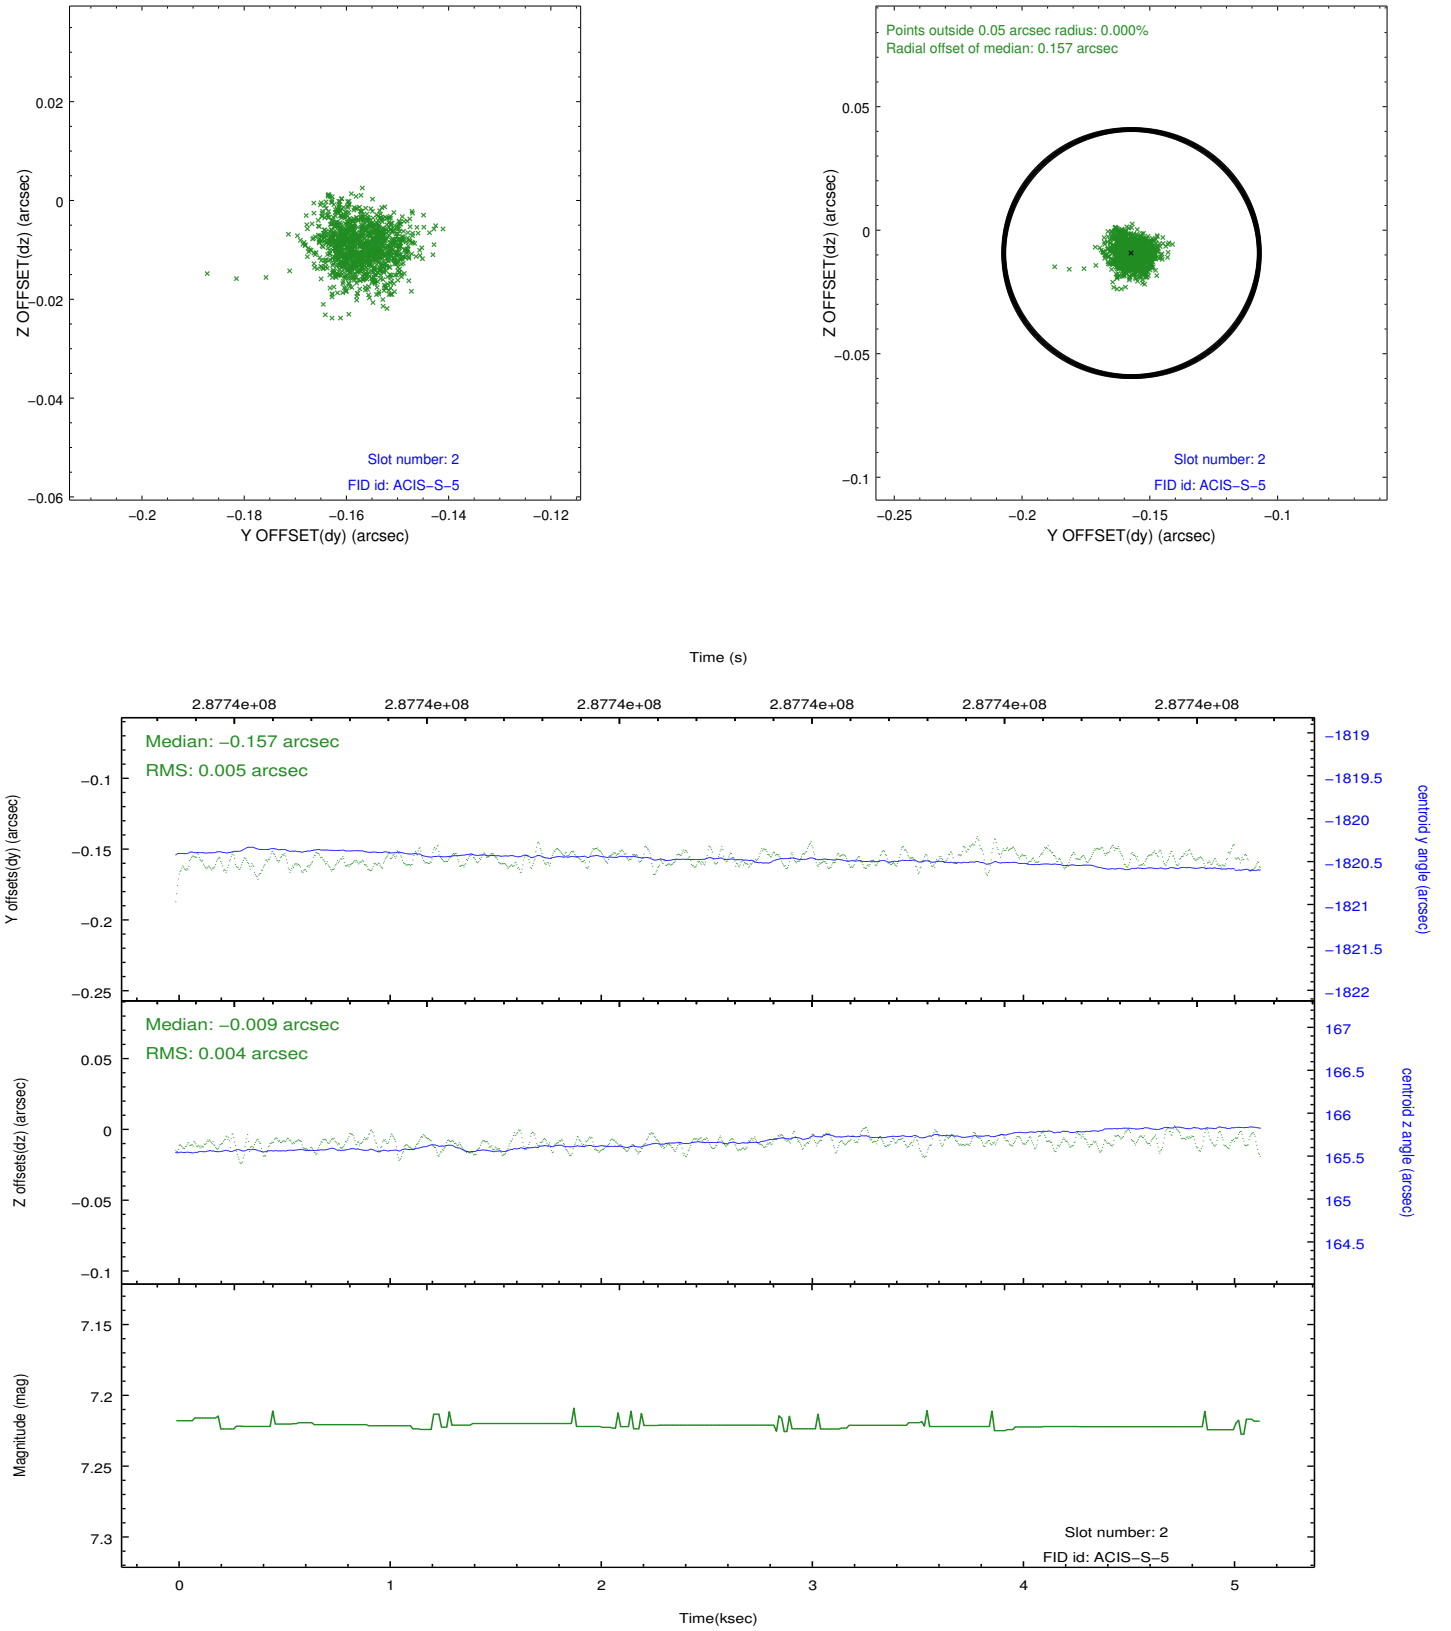 0.02
0
−0.02
−0.04
−0.06
Z OFFSET(dz) (arcsec)
Slot number: 2
FID id: ACIS−S−5
−0.2
−0.18
−0.16
−0.14
−0.12
Y OFFSET(dy) (arcsec)
Points outside 0.05 arcsec radius: 0.000%
Radial offset of median: 0.157 arcsec
0.05
0
−0.05
−0.1
Z OFFSET(dz) (arcsec)
Slot number: 2
FID id: ACIS−S−5
−0.25
−0.2
−0.15
−0.1
Y OFFSET(dy) (arcsec)
Time (s)
2.8774e+08
2.8774e+08
2.8774e+08
2.8774e+08
2.8774e+08
2.8774e+08
Median: −0.157 arcsec
RMS: 0.005 arcsec
−0.1
−0.15
−0.2
−0.25
Y offsets(dy) (arcsec)
−1819
−1819.5
−1820
−1820.5
−1821
−1821.5
−1822
centroid y angle (arcsec)
Median: −0.009 arcsec
RMS: 0.004 arcsec
0.05
0
−0.05
−0.1
Z offsets(dz) (arcsec)
167
166.5
166
165.5
165
164.5
centroid z angle (arcsec)
7.15
7.2
7.25
7.3
Magnitude (mag)
Slot number: 2
FID id: ACIS−S−5
0
1
2
3
4
5
Time(ksec)